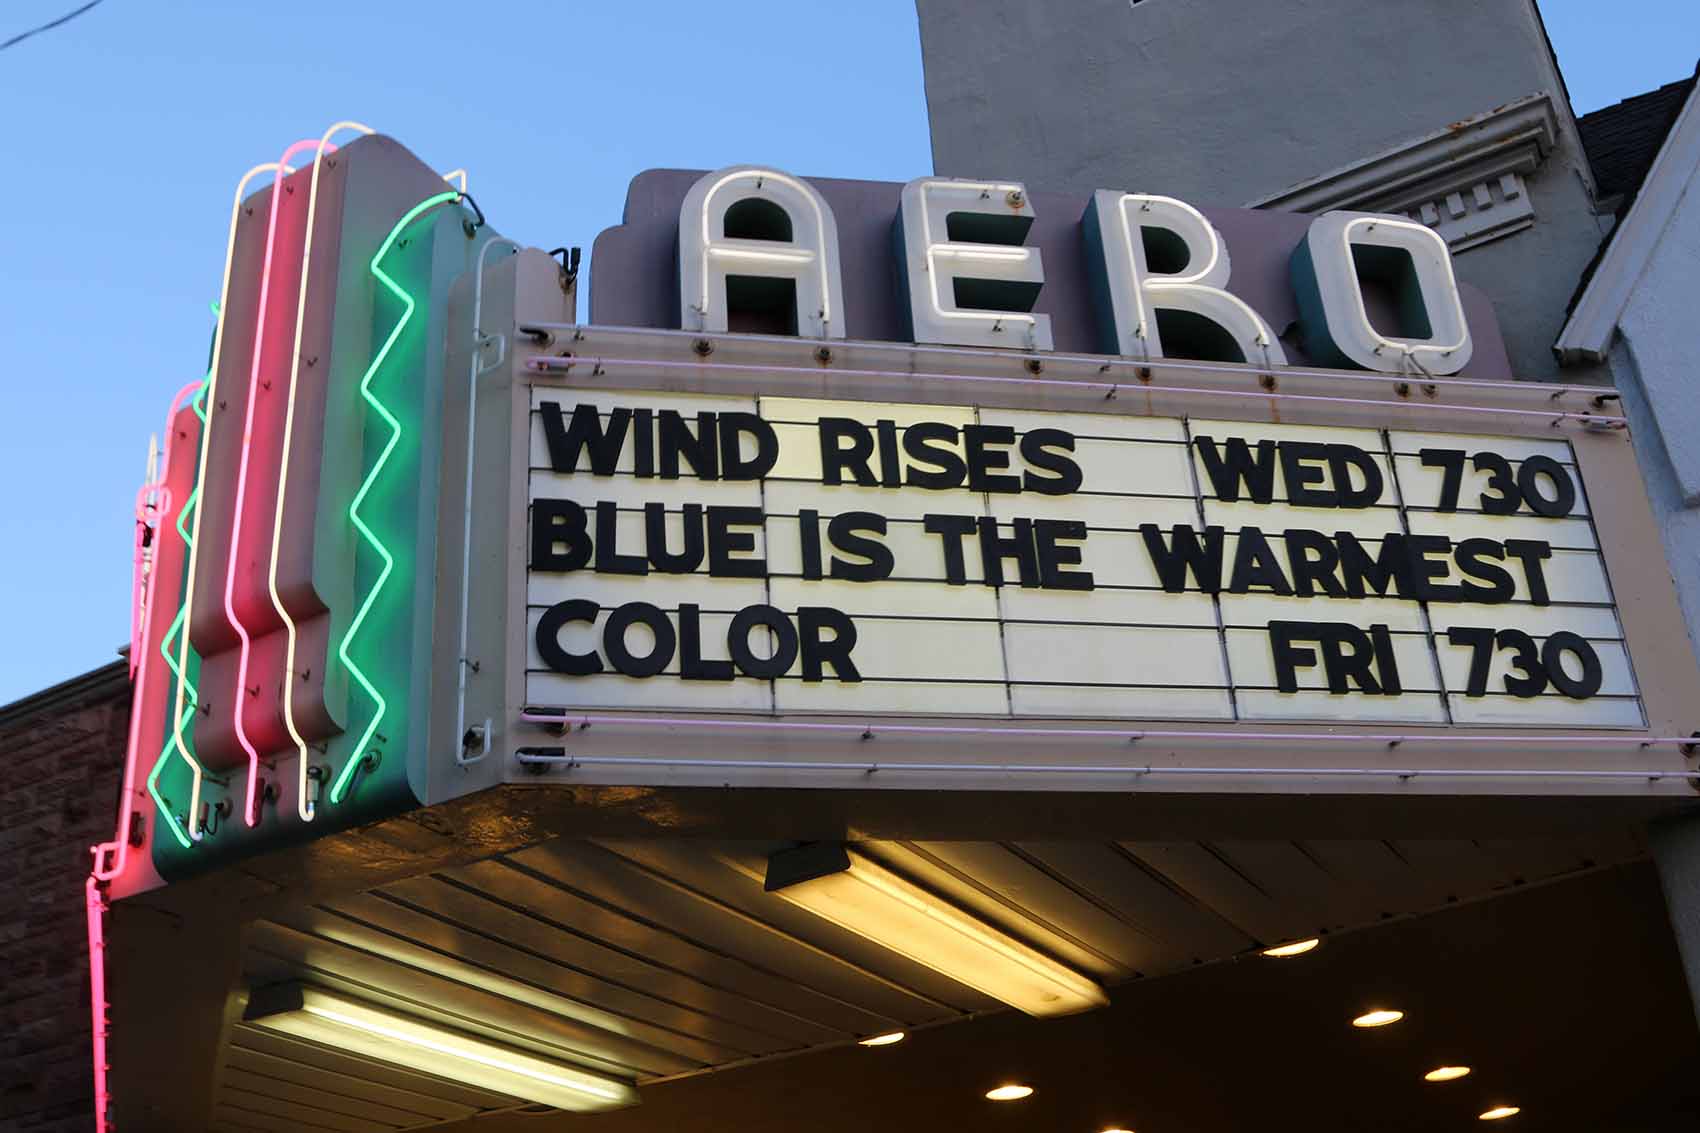 AERO
WIND RISES WED 730
BLUE IS THE WARMEST
COLOR FRI 730